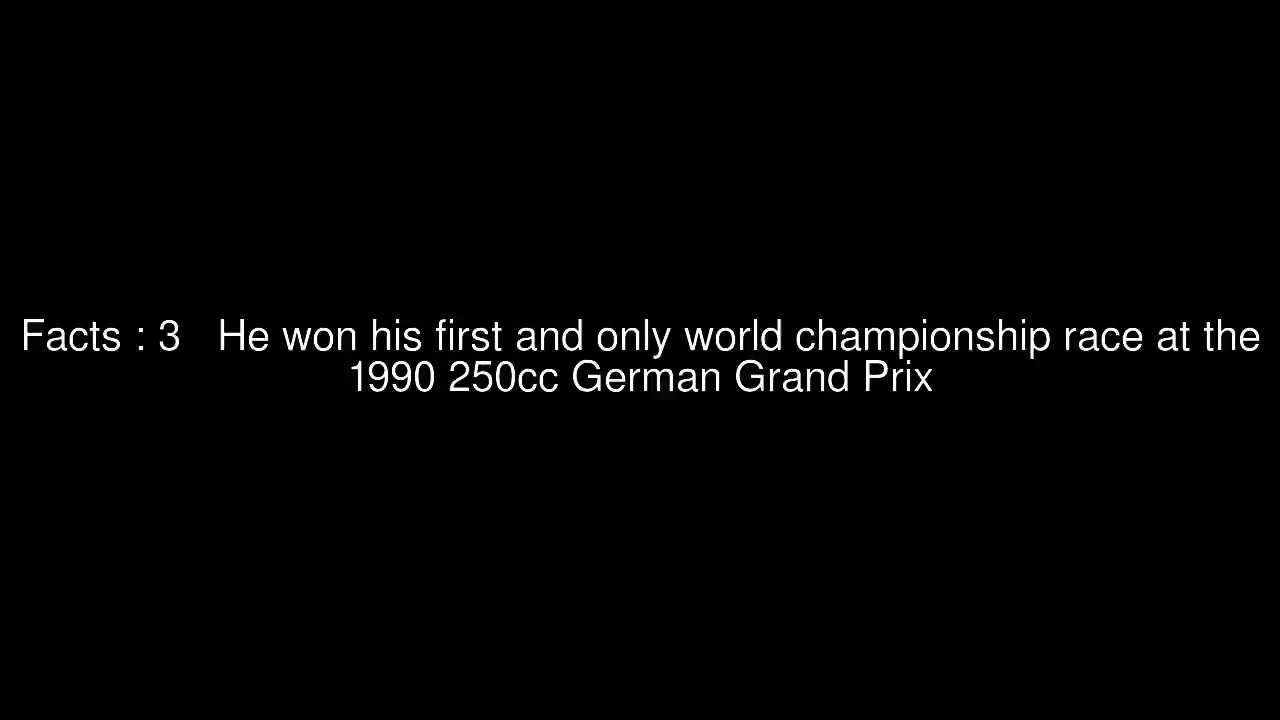 Facts : 3   He won his first and only world championship race at the
1990 250cc German Grand Prix